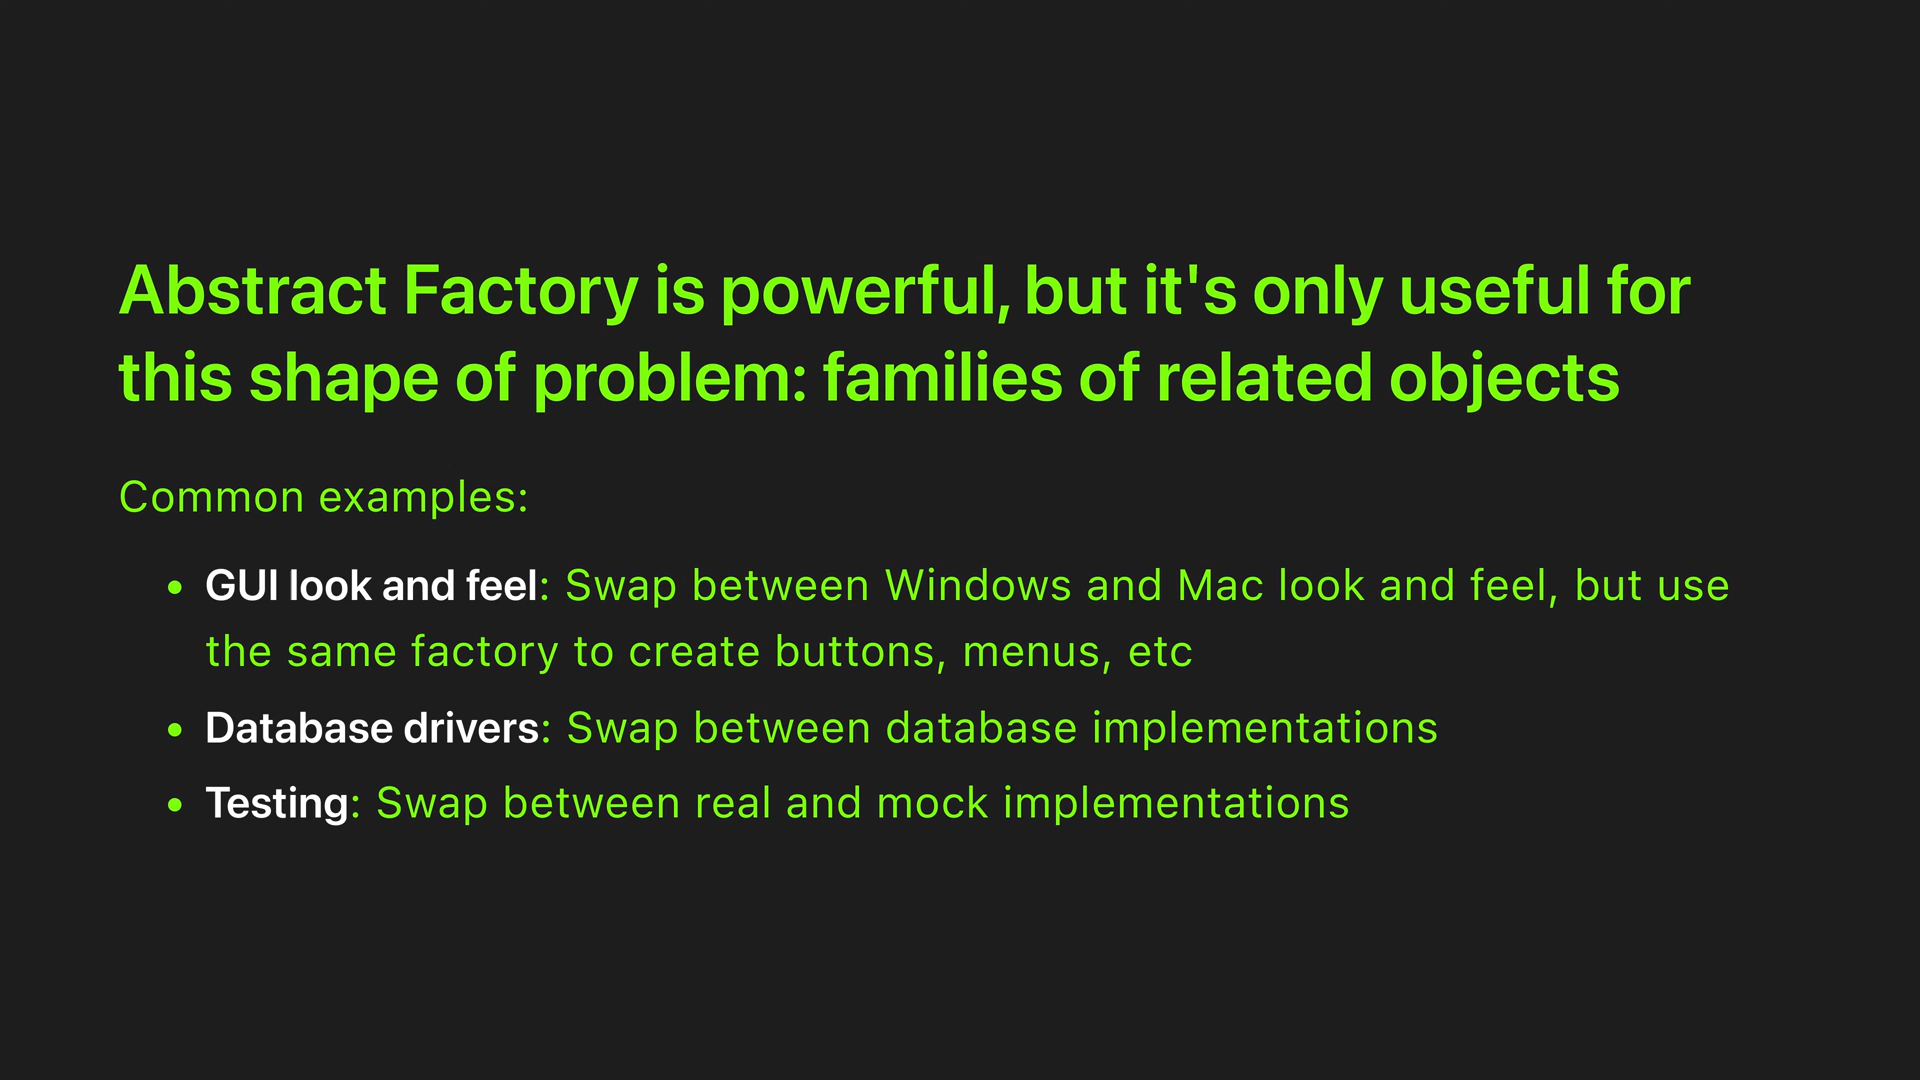 Abstract Factory is powerful, but it's only useful for
this shape of problem: families of related objects
Common examples:
• GUI look and feel: Swap between Windows and Mac look and feel, but use
the same factory to create buttons, menus, etc
• Database drivers: Swap between database implementations
• Testing: Swap between real and mock implementations